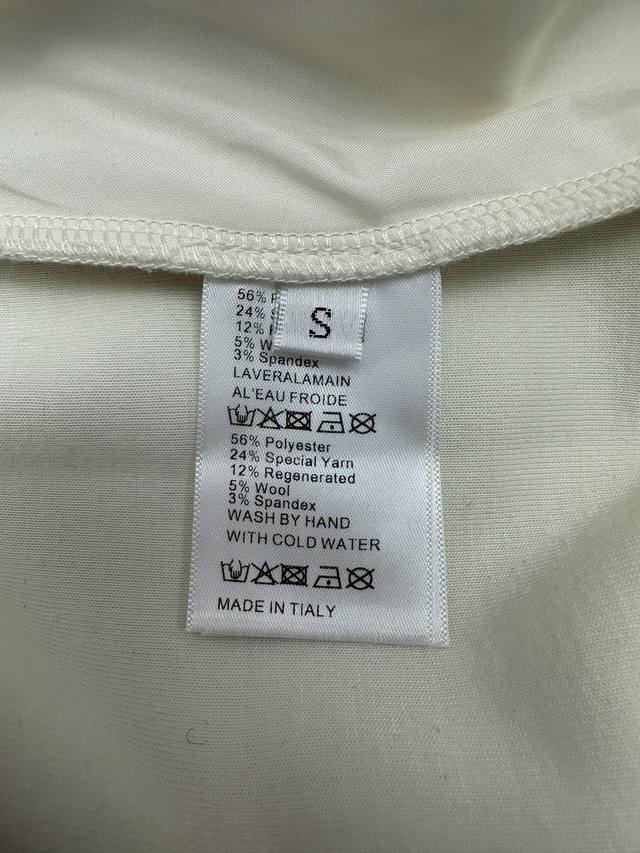 56%
24%
12%
S
5% W
3% Spandex
LAVERALAMAIN
AL'EAU FROIDE
56% Polyester
24% Special Yarn
12% Regenerated
5% Wool
3% Spandex
WASH BY HAND
WITH COLD WATER
MADE IN TIALY